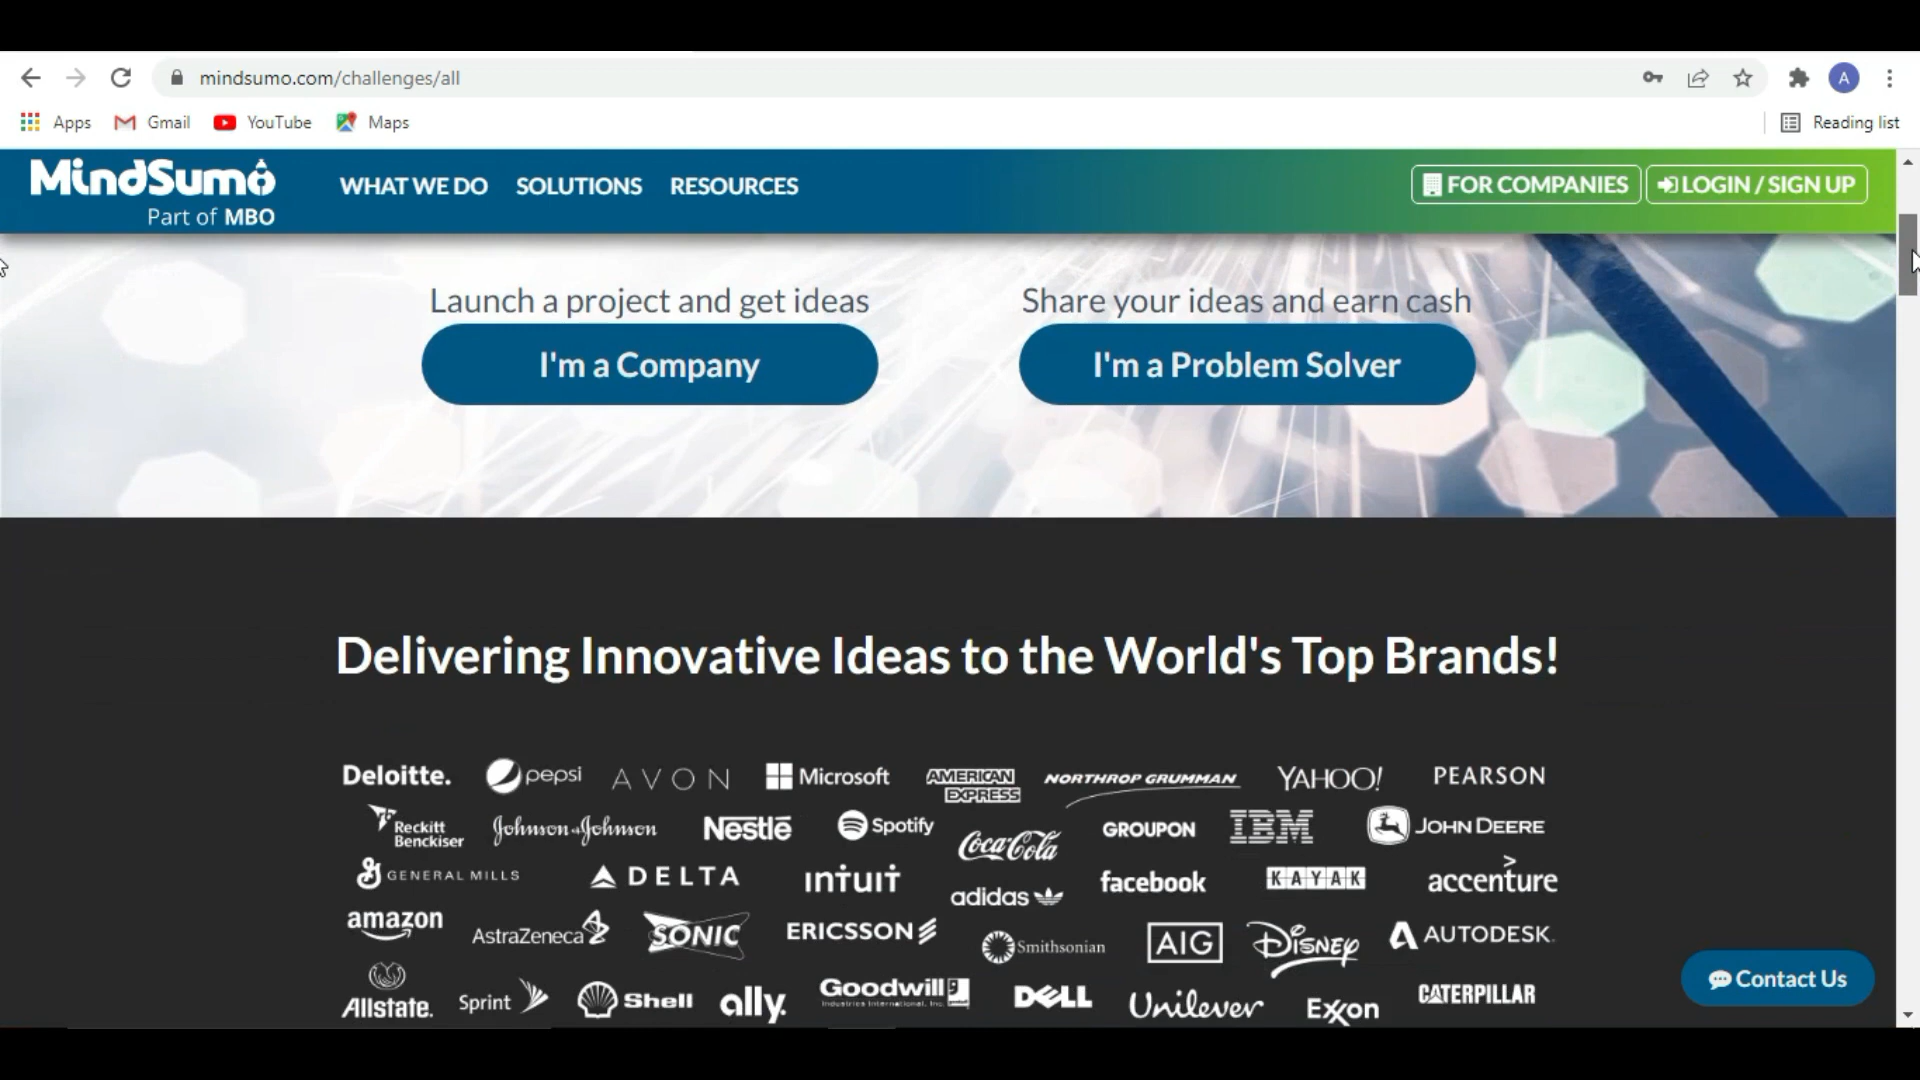 mindsumo.com/challenges/all
A
Apps Gmail YouTube Maps Reading list
MindSumo
Part of MBO
WHAT WE DO SOLUTIONS RESOURCES FOR COMPANIES LOGIN / SIGN UP
Launch a project and get ideas Share your ideas and earn cash
I'm a Company I'm a Problem Solver
Delivering Innovative Ideas to the World's Top Brands!
Deloitte. pepsi AVON Microsoft AMERICAN EXPRESS NORTHROP GRUMMAN YAHOO! PEARSON
Reckitt Benckiser Johnson & Johnson Nestlé Spotify Coca-Cola GROUPON IBM JOHN DEERE
GENERAL MILLS DELTA intuit adidas facebook KAYAK accenture
amazon AstraZeneca SONIC ERICSSON Smithsonian AIG Disney AUTODESK.
Allstate. Sprint Shell ally. Goodwill Industries International, Inc. DELL Unilever Exxon CATERPILLAR
Contact Us